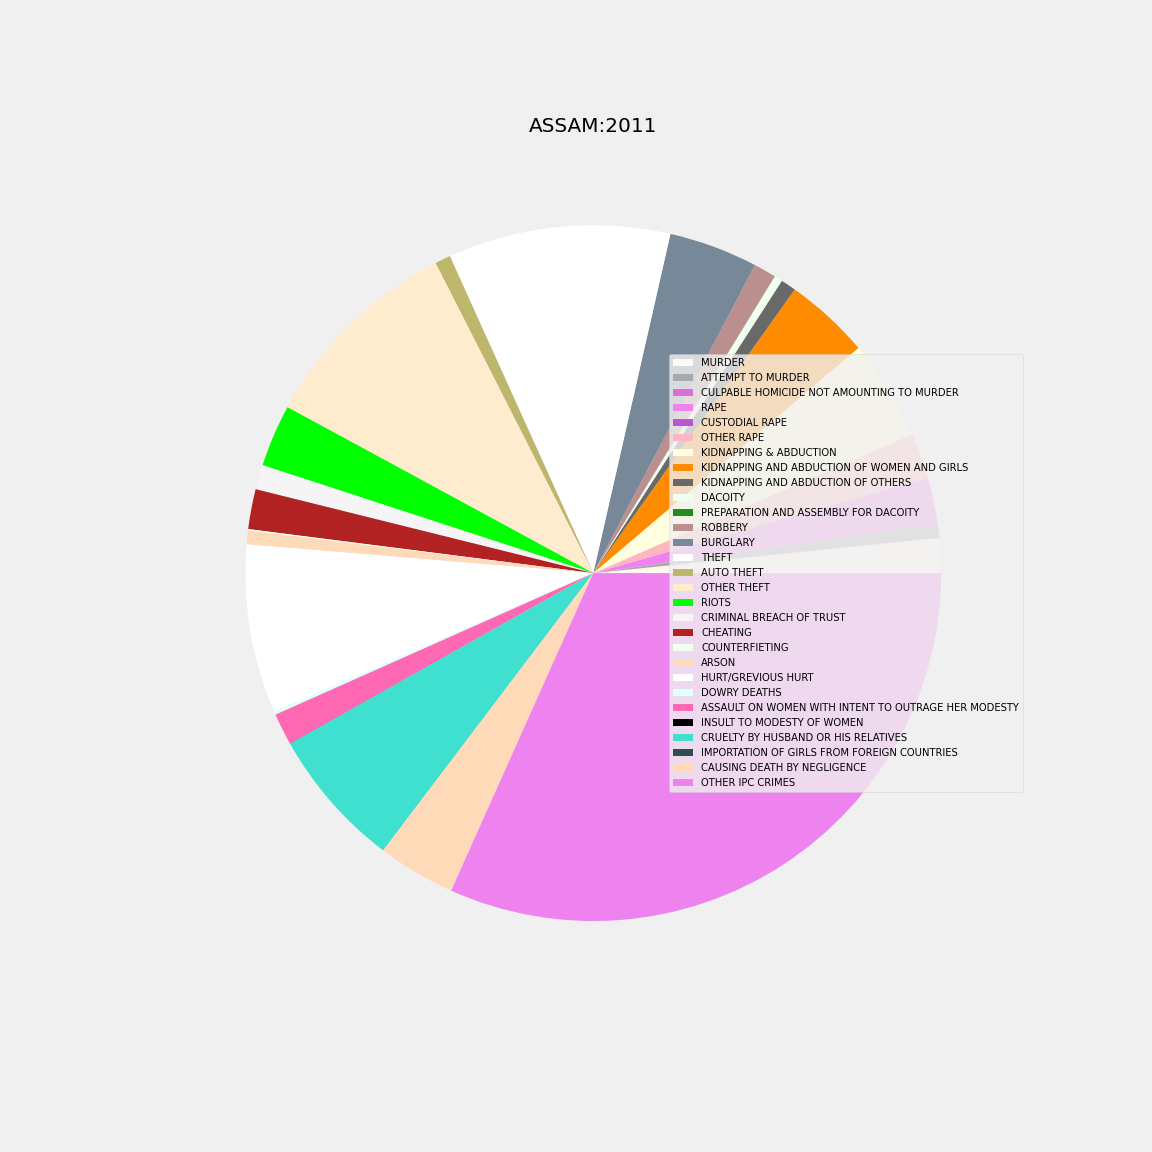 ASSAM:2011
MURDER
ATTEMPT TO MURDER
CULPABLE HOMICIDE NOT AMOUNTING TO MURDER
RAPE
CUSTODIAL RAPE
OTHER RAPE
KIDNAPPING & ABDUCTION
KIDNAPPING AND ABDUCTION OF WOMEN AND GIRLS
KIDNAPPING AND ABDUCTION OF OTHERS
DACOITY
PREPARATION AND ASSEMBLY FOR DACOITY
ROBBERY
BURGLARY
THEFT
AUTO THEFT
OTHER THEFT
RIOTS
CRIMINAL BREACH OF TRUST
CHEATING
COUNTERFIETING
ARSON
HURT/GREVIOUS HURT
DOWRY DEATHS
ASSAULT ON WOMEN WITH INTENT TO OUTRAGE HER MODESTY
INSULT TO MODESTY OF WOMEN
CRUELTY BY HUSBAND OR HIS RELATIVES
IMPORTATION OF GIRLS FROM FOREIGN COUNTRIES
CAUSING DEATH BY NEGLIGENCE
OTHER IPC CRIMES